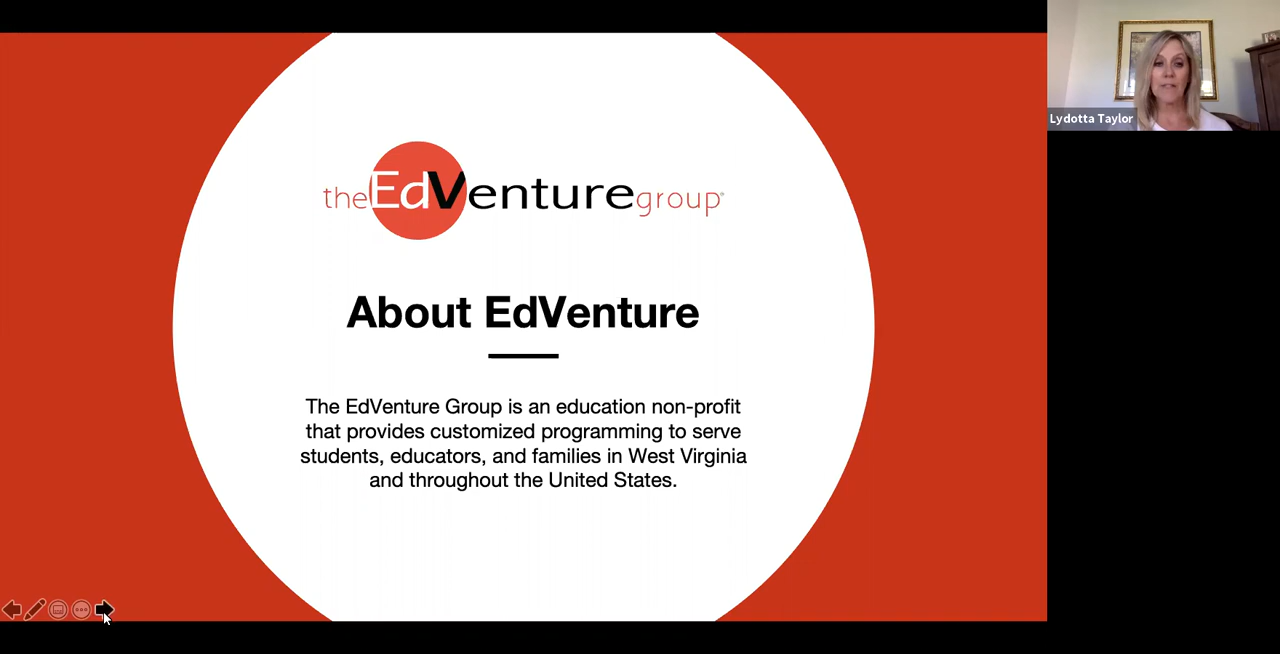 theEdVenturegroup®
Lydotta Taylor
About EdVenture
The EdVenture Group is an education non-profit
that provides customized programming to serve
students, educators, and families in West Virginia
and throughout the United States.